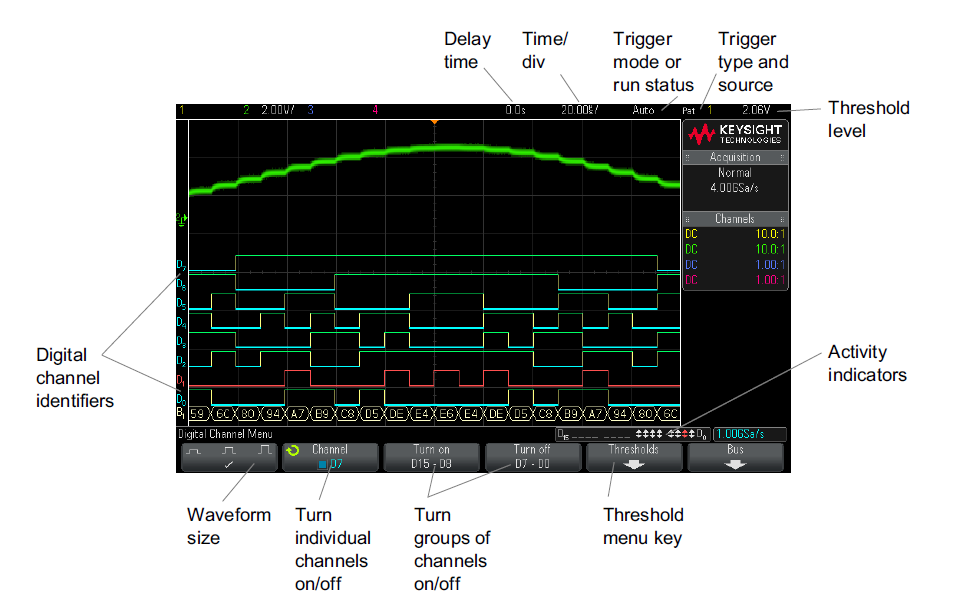 Delay
time
Time/
div
Trigger
mode or
run status
Trigger
type and
source
Threshold
level
1 2 2.00V/ 3 4 0.0s 20.00s/ Auto Pat 1 2.06V
KEYSIGHT
TECHNOLOGIES
Acquisition
Normal
4.00GSa/s
Channels
DC 10.0:1
DC 10.0:1
DC 1.00:1
DC 1.00:1
2
D7
D6
D5
D4
D3
D2
D1
D0
B1 59 6C 80 94 A7 B9 C8 D5 DE E4 E6 E4 DE D5 C8 B9 A7 94 80 6C
Digital
channel
identifiers
Activity
indicators
Digital Channel Menu
D15 D0 1.00GSa/s
Channel
D7
Turn on
D15 - D8
Turn off
D7 - D0
Thresholds
Bus
Waveform
size
Turn
individual
channels
on/off
Turn
groups of
channels
on/off
Threshold
menu key